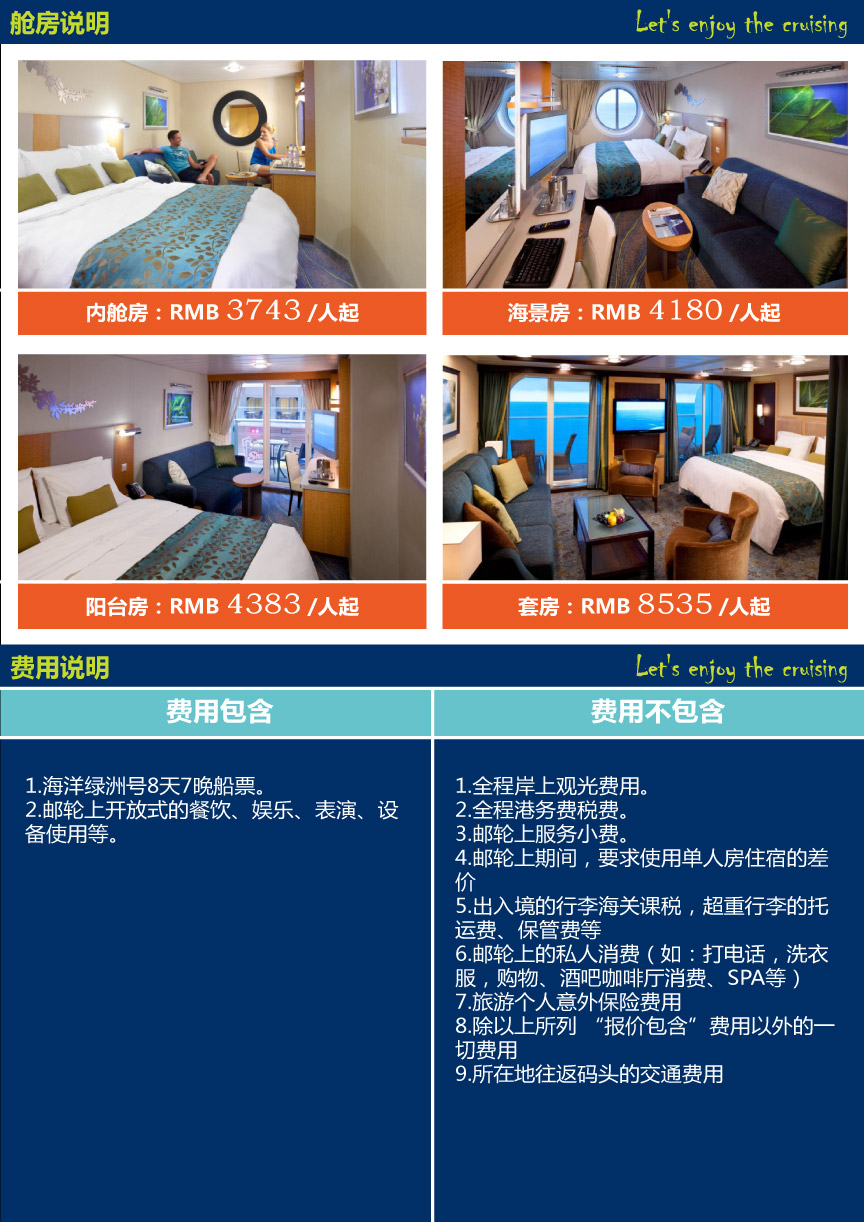 舱房说明
Let's enjoy the cruising
内舱房：RMB 3743 /人起
海景房：RMB 4180 /人起
阳台房：RMB 4383 /人起
套房：RMB 8535 /人起
费用说明
Let's enjoy the cruising
费用包含
费用不包含
1.海洋绿洲号8天7晚船票。
2.邮轮上开放式的餐饮、娱乐、表演、设
备使用等。
1.全程岸上观光费用。
2.全程港务费税费。
3.邮轮上服务小费。
4.邮轮上期间，要求使用单人房住宿的差
价
5.出入境的行李海关课税，超重行李的托
运费、保管费等
6.邮轮上的私人消费（如：打电话，洗衣
服，购物、酒吧咖啡厅消费、SPA等）
7.旅游个人意外保险费用
8.除以上所列 “报价包含”费用以外的一
切费用
9.所在地往返码头的交通费用